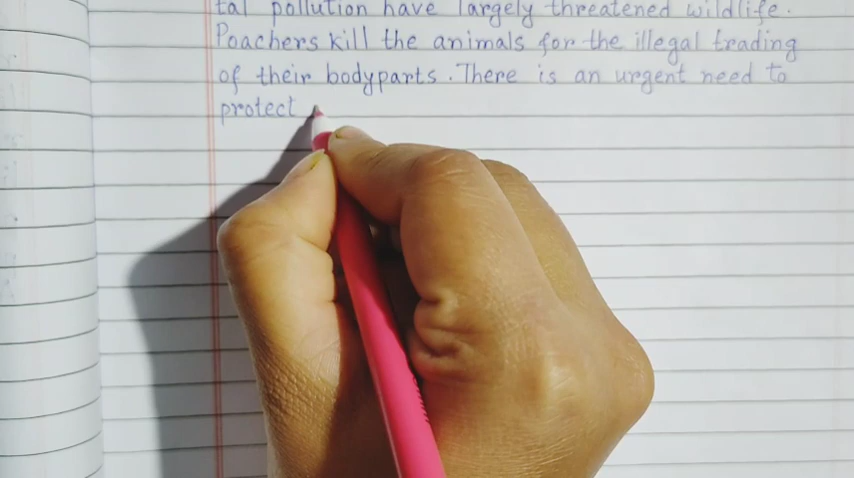 tal pollution have largely threatened wildlife.
Poachers kill the animals for the illegal trading
of their bodyparts. There is an urgent need to
protect